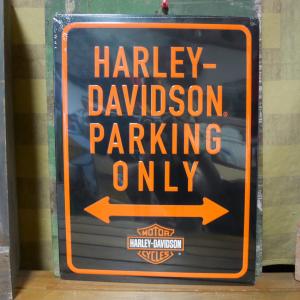 HARLEY-
DAVIDSON®
PARKING
ONLY
MOTOR
HARLEY-DAVIDSON
CYCLES